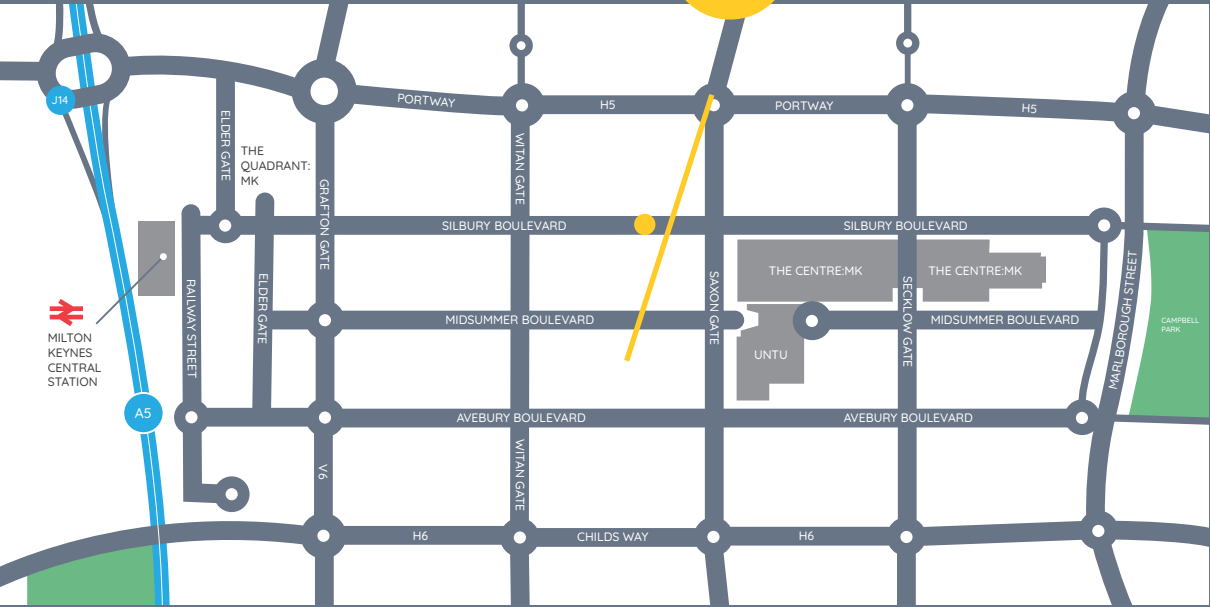 J14
PORTWAY
H5
PORTWAY
H5
ELDER GATE
THE
QUADRANT:
MK
GRAFTON GATE
WITAN GATE
SILBURY BOULEVARD
SILBURY BOULEVARD
THE CENTRE:MK
THE CENTRE:MK
RAILWAY STREET
ELDER GATE
SAXON GATE
SECKLOW GATE
MARLBOROUGH STREET
CAMPBELL
PARK
MIDSUMMER BOULEVARD
MIDSUMMER BOULEVARD
MILTON
KEYNES
CENTRAL
STATION
UNTU
A5
AVEBURY BOULEVARD
AVEBURY BOULEVARD
V6
WITAN GATE
H6
CHILDS WAY
H6